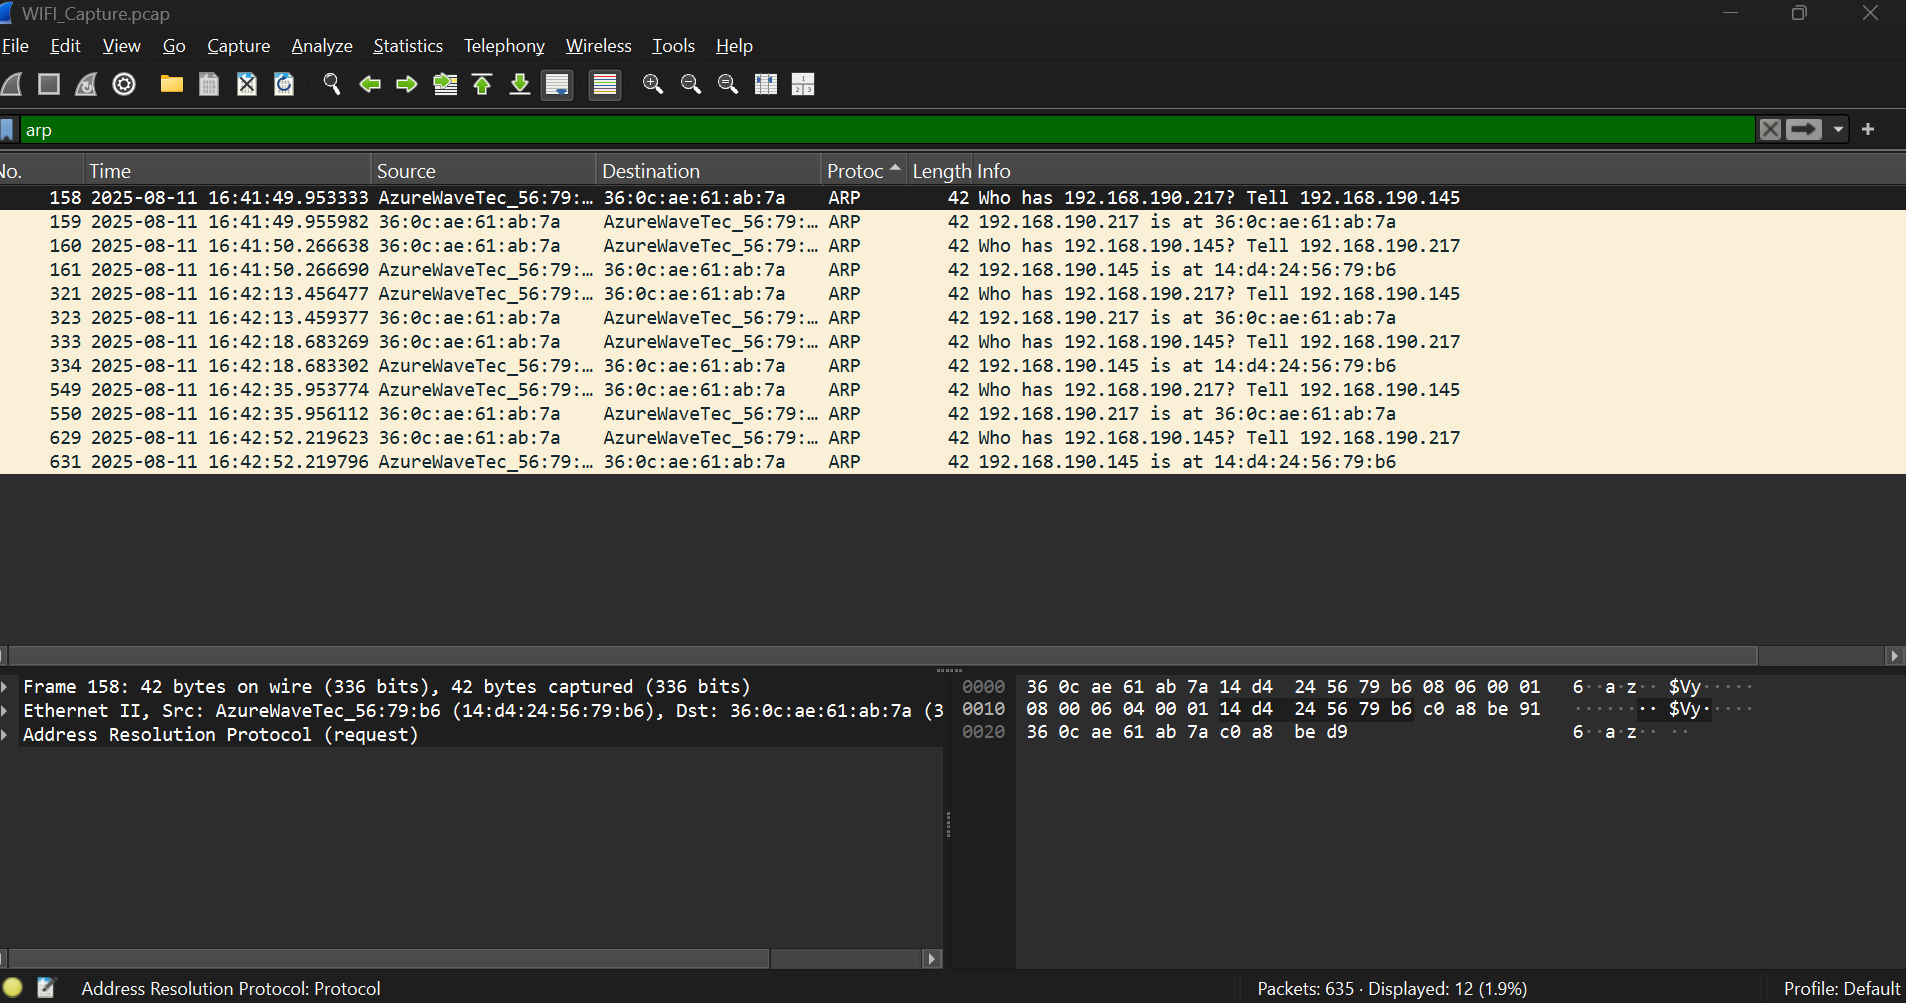 WIFI_Capture.pcap
File Edit View Go Capture Analyze Statistics Telephony Wireless Tools Help
arp
No. Time Source Destination Protoc Length Info
158 2025-08-11 16:41:49.953333 AzureWaveTec_56:79:… 36:0c:ae:61:ab:7a ARP 42 Who has 192.168.190.217? Tell 192.168.190.145
159 2025-08-11 16:41:49.955982 36:0c:ae:61:ab:7a AzureWaveTec_56:79:… ARP 42 192.168.190.217 is at 36:0c:ae:61:ab:7a
160 2025-08-11 16:41:50.266638 36:0c:ae:61:ab:7a AzureWaveTec_56:79:… ARP 42 Who has 192.168.190.145? Tell 192.168.190.217
161 2025-08-11 16:41:50.266690 AzureWaveTec_56:79:… 36:0c:ae:61:ab:7a ARP 42 192.168.190.145 is at 14:d4:24:56:79:b6
321 2025-08-11 16:42:13.456477 AzureWaveTec_56:79:… 36:0c:ae:61:ab:7a ARP 42 Who has 192.168.190.217? Tell 192.168.190.145
323 2025-08-11 16:42:13.459377 36:0c:ae:61:ab:7a AzureWaveTec_56:79:… ARP 42 192.168.190.217 is at 36:0c:ae:61:ab:7a
333 2025-08-11 16:42:18.683269 36:0c:ae:61:ab:7a AzureWaveTec_56:79:… ARP 42 Who has 192.168.190.145? Tell 192.168.190.217
334 2025-08-11 16:42:18.683302 AzureWaveTec_56:79:… 36:0c:ae:61:ab:7a ARP 42 192.168.190.145 is at 14:d4:24:56:79:b6
549 2025-08-11 16:42:35.953774 AzureWaveTec_56:79:… 36:0c:ae:61:ab:7a ARP 42 Who has 192.168.190.217? Tell 192.168.190.145
550 2025-08-11 16:42:35.956112 36:0c:ae:61:ab:7a AzureWaveTec_56:79:… ARP 42 192.168.190.217 is at 36:0c:ae:61:ab:7a
629 2025-08-11 16:42:52.219623 36:0c:ae:61:ab:7a AzureWaveTec_56:79:… ARP 42 Who has 192.168.190.145? Tell 192.168.190.217
631 2025-08-11 16:42:52.219796 AzureWaveTec_56:79:… 36:0c:ae:61:ab:7a ARP 42 192.168.190.145 is at 14:d4:24:56:79:b6
Frame 158: 42 bytes on wire (336 bits), 42 bytes captured (336 bits)
Ethernet II, Src: AzureWaveTec_56:79:b6 (14:d4:24:56:79:b6), Dst: 36:0c:ae:61:ab:7a (3
Address Resolution Protocol (request)
0000 36 0c ae 61 ab 7a 14 d4 24 56 79 b6 08 06 00 01 6··a·z·· $Vy·····
0010 08 00 06 04 00 01 14 d4 24 56 79 b6 c0 a8 be 91 ········ $Vy·····
0020 36 0c ae 61 ab 7a c0 a8 be d9 6··a·z·· ··
Address Resolution Protocol: Protocol
Packets: 635 · Displayed: 12 (1.9%)
Profile: Default